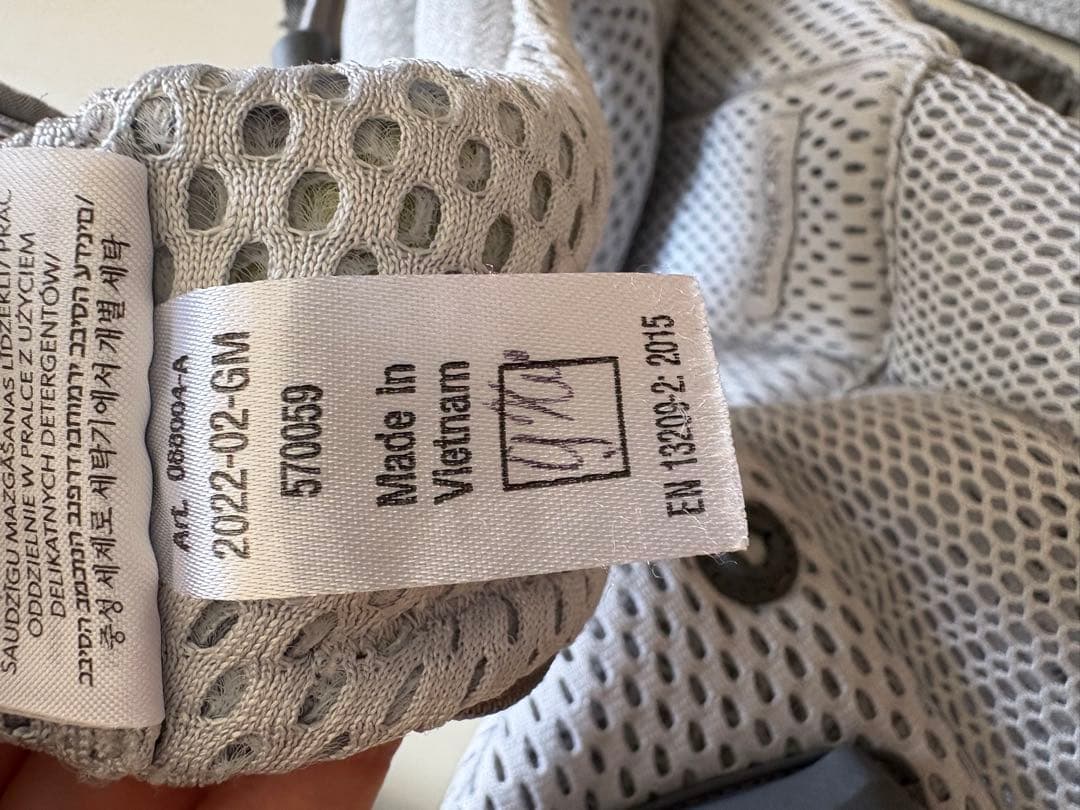 SAUDZĪGU MAZGĀŠANAS LĪDZEKLI / PRAĆ
ODDZIELNIE W PRALCE Z UŻYCIEM
DELIKATNYCH DETERGENTÓW/
중성 세제로 세탁기에서 개별 세탁
Art. 088004-A
2022-02-GM
570059
Made in
Vietnam
EN 13209-2: 2015